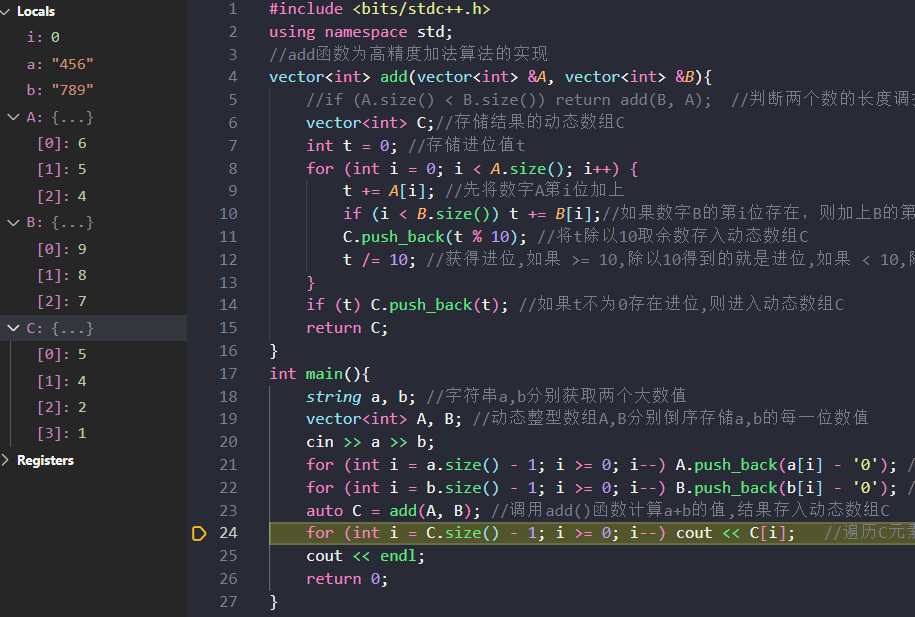 Locals
i: 0
a: "456"
b: "789"
A: {...}
[0]: 6
[1]: 5
[2]: 4
B: {...}
[0]: 9
[1]: 8
[2]: 7
C: {...}
[0]: 5
[1]: 4
[2]: 2
[3]: 1
Registers
1 #include <bits/stdc++.h>
2 using namespace std;
3 //add函数为高精度加法算法的实现
4 vector<int> add(vector<int> &A, vector<int> &B){
5 //if (A.size() < B.size()) return add(B, A); //判断两个数的长度调
6 vector<int> C;//存储结果的动态数组C
7 int t = 0; //存储进位值t
8 for (int i = 0; i < A.size(); i++) {
9 t += A[i]; //先将数字A第i位加上
10 if (i < B.size()) t += B[i];//如果数字B的第i位存在，则加上B的第
11 C.push_back(t % 10); //将t除以10取余数存入动态数组C
12 t /= 10; //获得进位,如果 >= 10,除以10得到的就是进位,如果 < 10,
13 }
14 if (t) C.push_back(t); //如果t不为0存在进位,则进入动态数组C
15 return C;
16 }
17 int main(){
18 string a, b; //字符串a,b分别获取两个大数值
19 vector<int> A, B; //动态整型数组A,B分别倒序存储a,b的每一位数值
20 cin >> a >> b;
21 for (int i = a.size() - 1; i >= 0; i--) A.push_back(a[i] - '0'); /
22 for (int i = b.size() - 1; i >= 0; i--) B.push_back(b[i] - '0'); /
23 auto C = add(A, B); //调用add()函数计算a+b的值,结果存入动态数组C
24 for (int i = C.size() - 1; i >= 0; i--) cout << C[i]; //遍历C元素
25 cout << endl;
26 return 0;
27 }